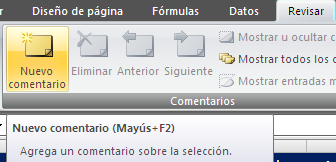 Diseño de página Fórmulas Datos Revisar
Nuevo comentario Eliminar Anterior Siguiente
Mostrar u ocultar c
Mostrar todos los c
Mostrar entradas m
Comentarios
Nuevo comentario (Mayús+F2)
Agrega un comentario sobre la selección.